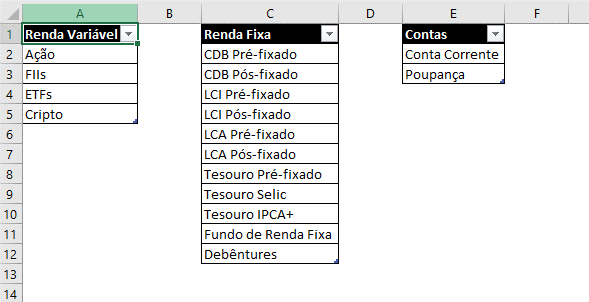 A B C D E F
1 Renda Variável Renda Fixa Contas
2 Ação CDB Pré-fixado Conta Corrente
3 FIIs CDB Pós-fixado Poupança
4 ETFs LCI Pré-fixado
5 Cripto LCI Pós-fixado
6 LCA Pré-fixado
7 LCA Pós-fixado
8 Tesouro Pré-fixado
9 Tesouro Selic
10 Tesouro IPCA+
11 Fundo de Renda Fixa
12 Debêntures
13
14